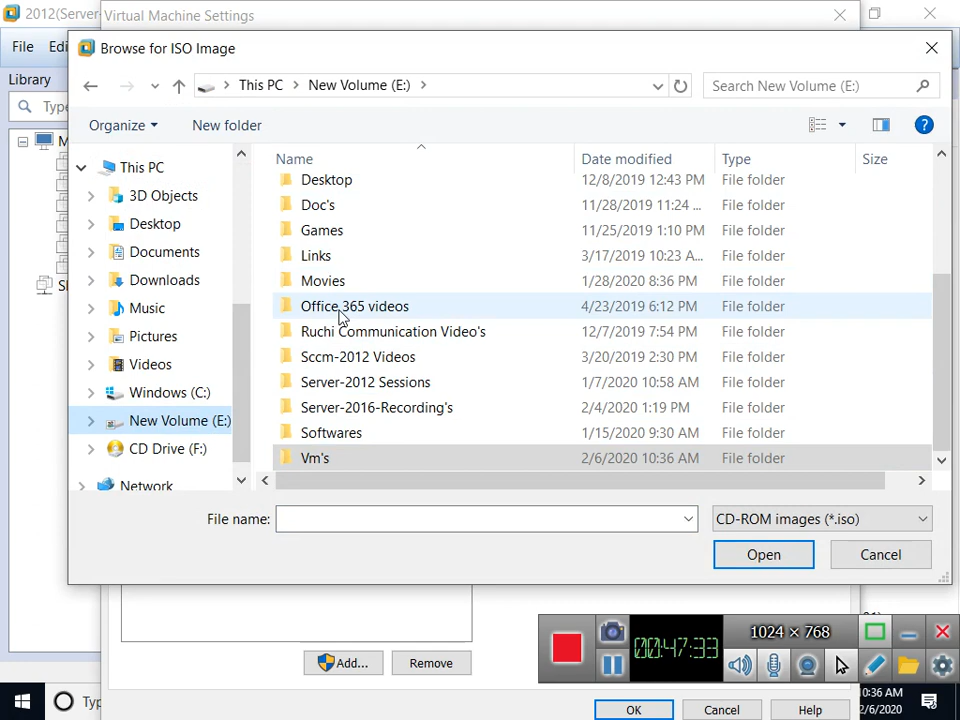 2012(Server-
Virtual Machine Settings
File Edi
Browse for ISO Image
Library
This PC New Volume (E:)
Search New Volume (E:)
Type
Organize New folder
M
This PC
3D Objects
Desktop
Documents
Downloads
Music
Pictures
Videos
Windows (C:)
New Volume (E:)
CD Drive (F:)
Network
Name Date modified Type Size
Desktop 12/8/2019 12:43 PM File folder
Doc's 11/28/2019 11:24 ... File folder
Games 11/25/2019 1:10 PM File folder
Links 3/17/2019 10:23 A... File folder
Movies 1/28/2020 8:36 PM File folder
Office 365 videos 4/23/2019 6:12 PM File folder
Ruchi Communication Video's 12/7/2019 7:54 PM File folder
Sccm-2012 Videos 3/20/2019 2:30 PM File folder
Server-2012 Sessions 1/7/2020 10:58 AM File folder
Server-2016-Recording's 2/4/2020 1:19 PM File folder
Softwares 1/15/2020 9:30 AM File folder
Vm's 2/6/2020 10:36 AM File folder
File name: CD-ROM images (*.iso)
Open Cancel
Add... Remove
00:47:33
1024 × 768
OK Cancel Help
Typ
0:36 AM
2/6/2020